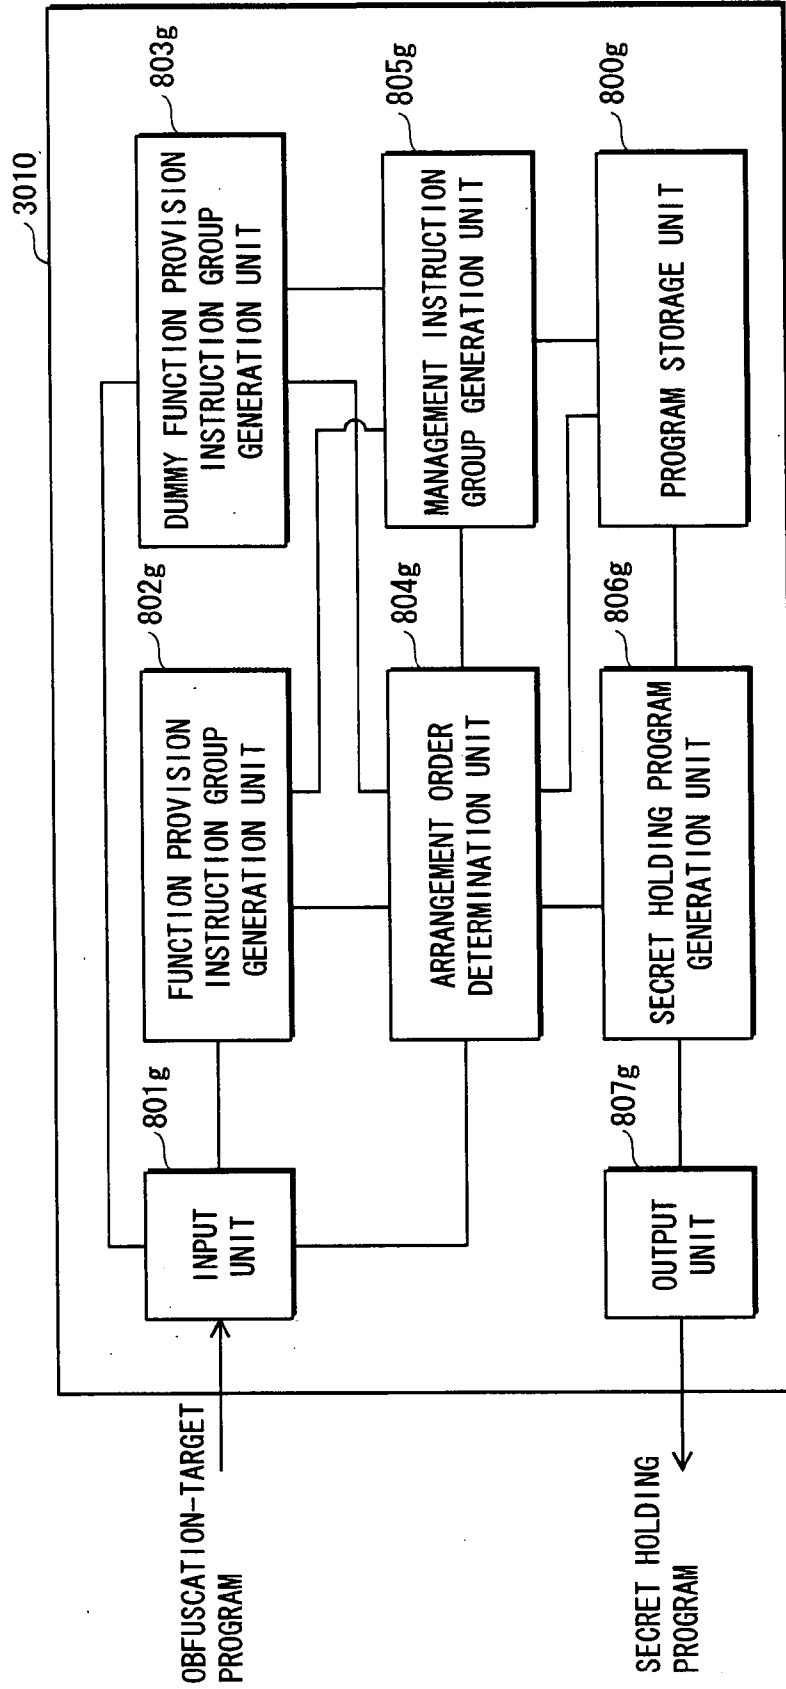 3010
803g
DUMMY FUNCTION PROVISION
INSTRUCTION GROUP
GENERATION UNIT
802g
FUNCTION PROVISION
INSTRUCTION GROUP
GENERATION UNIT
801g
INPUT
UNIT
OBFUSCATION-TARGET
PROGRAM
805g
MANAGEMENT INSTRUCTION
GROUP GENERATION UNIT
804g
ARRANGEMENT ORDER
DETERMINATION UNIT
800g
PROGRAM STORAGE UNIT
806g
SECRET HOLDING PROGRAM
GENERATION UNIT
807g
OUTPUT
UNIT
SECRET HOLDING
PROGRAM